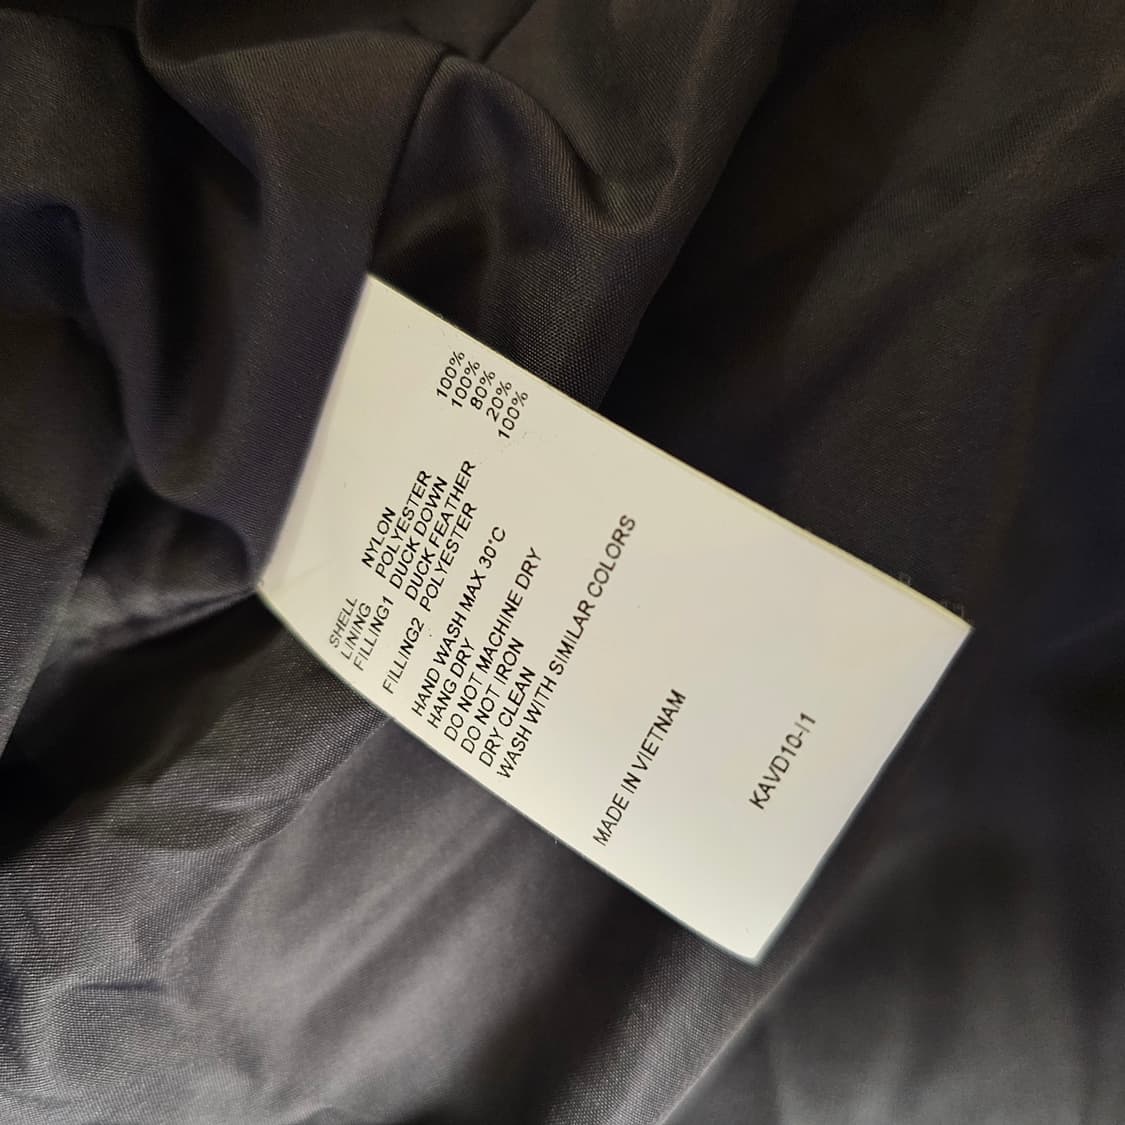 SHELL NYLON 100%
LINING POLYESTER 100%
FILLING1 DUCK DOWN 80%
DUCK FEATHER 20%
FILLING2 POLYESTER 100%
HAND WASH MAX 30°C
HANG DRY
DO NOT MACHINE DRY
DO NOT IRON
DRY CLEAN
WASH WITH SIMILAR COLORS
MADE IN VIETNAM
KAVD10-I1